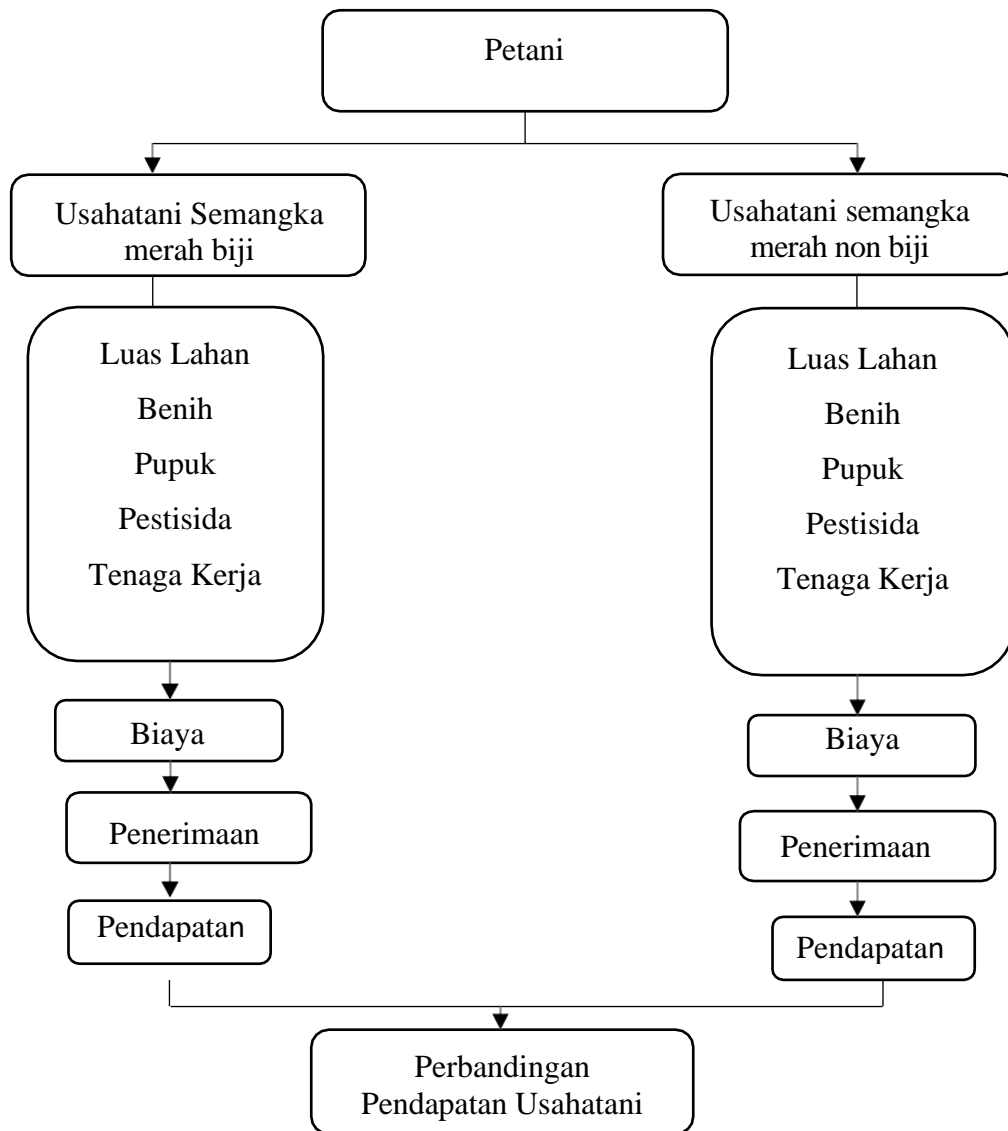 Petani
Usahatani Semangka
merah biji
Usahatani semangka
merah non biji
Luas Lahan
Benih
Pupuk
Pestisida
Tenaga Kerja
Luas Lahan
Benih
Pupuk
Pestisida
Tenaga Kerja
Biaya
Biaya
Penerimaan
Penerimaan
Pendapatan
Pendapatan
Perbandingan
Pendapatan Usahatani